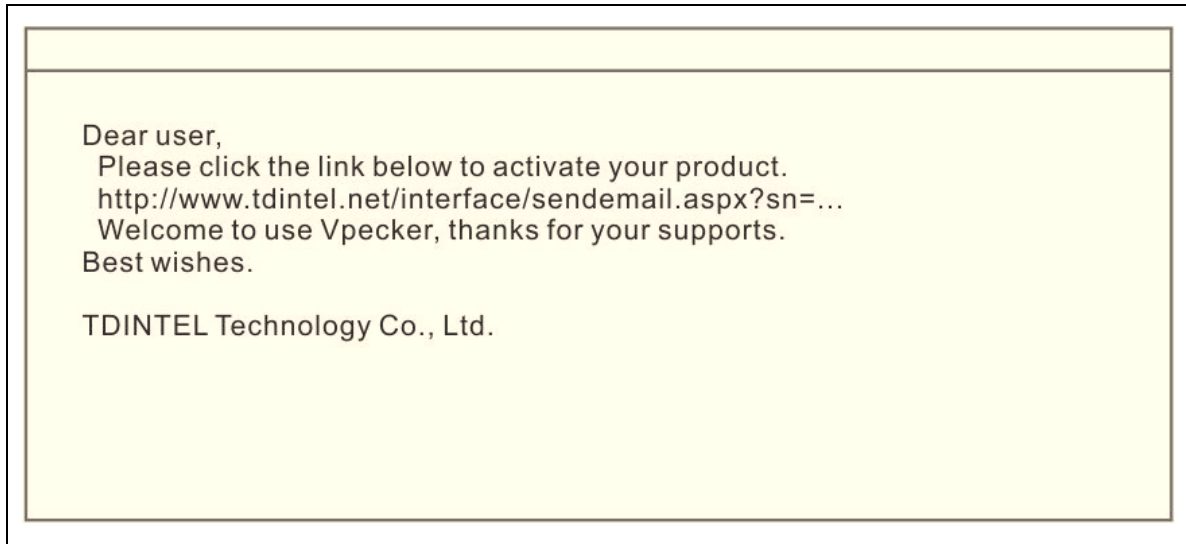 Dear user,
Please click the link below to activate your product.
http://www.tdintel.net/interface/sendemail.aspx?sn=...
Welcome to use Vpecker, thanks for your supports.
Best wishes.
TDINTEL Technology Co., Ltd.